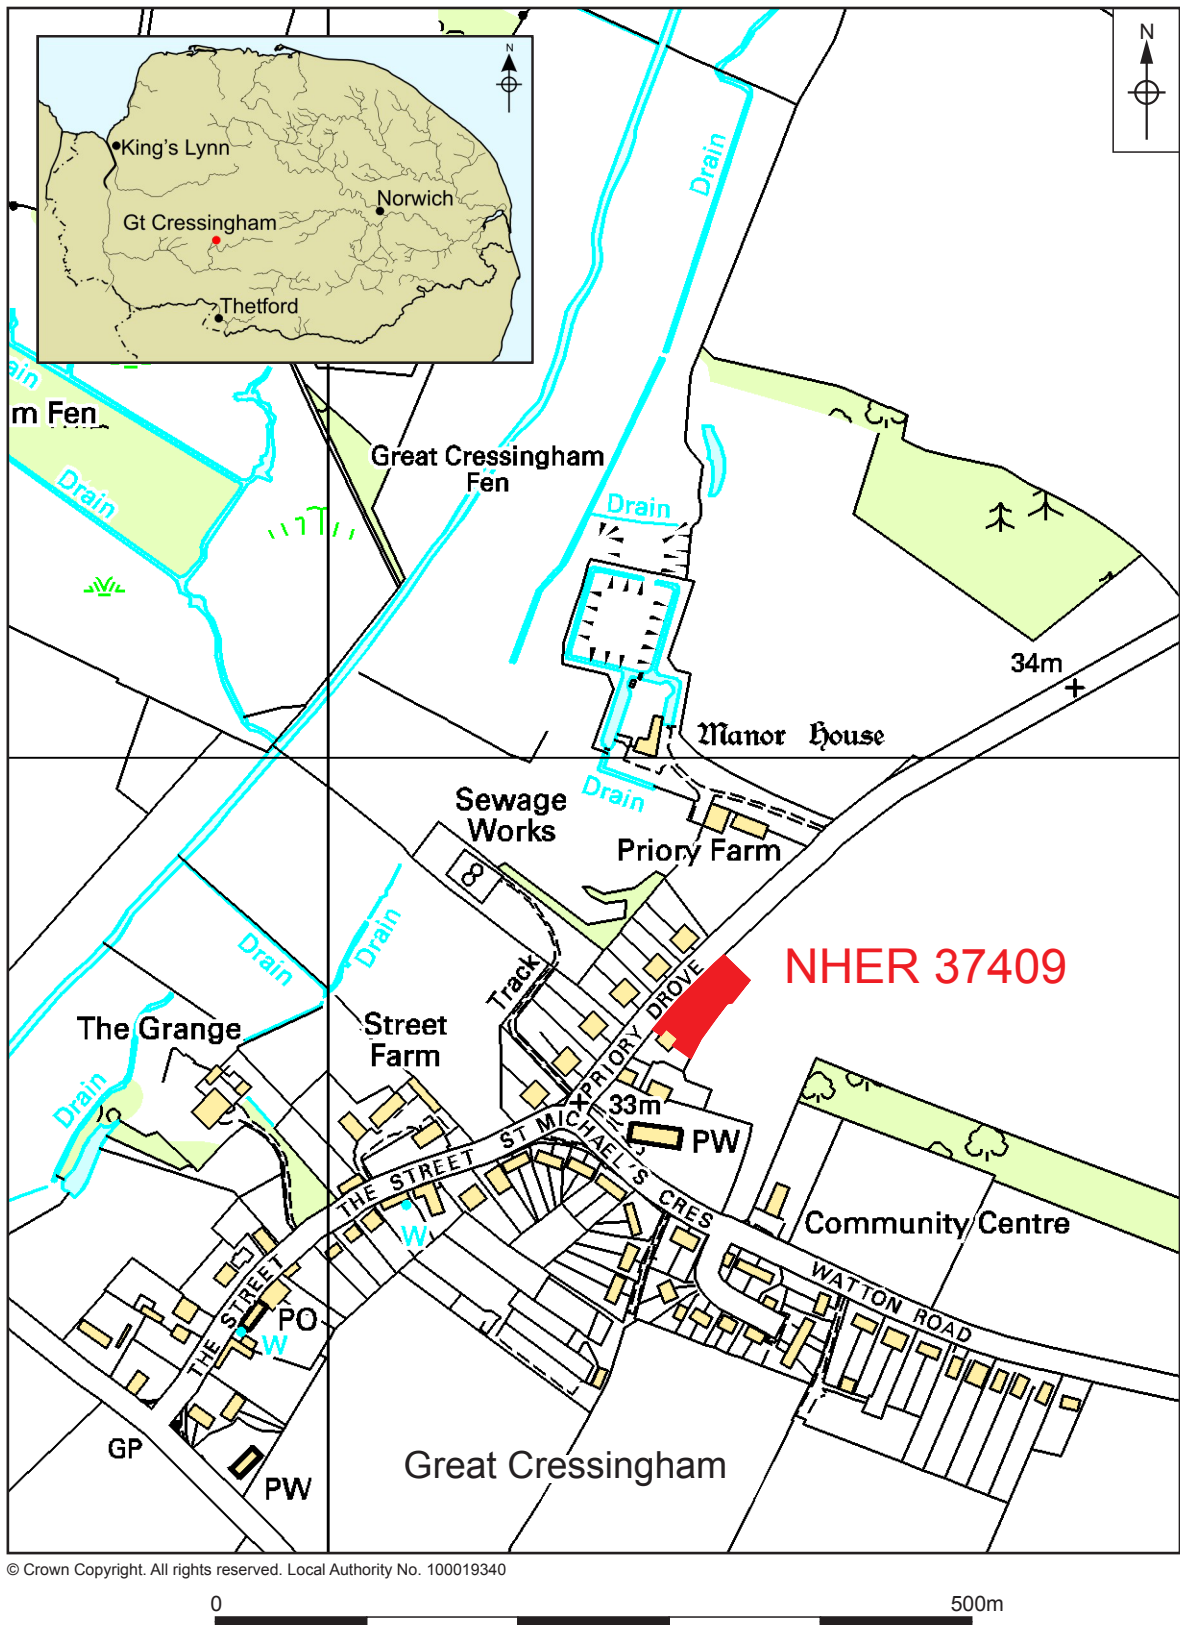 N
N
King's Lynn
Norwich
Gt Cressingham
Thetford
Drain
ain
m Fen
Drain
Great Cressingham
Fen
Drain
34m
Manor House
Drain
Sewage
Works
Priory Farm
Drain
Drain
Track
NHER 37409
PRIORY DROVE
The Grange
Street
Farm
Drain
33m
PW
THE STREET
ST MICHAEL'S CRES
W
Community Centre
WATTON ROAD
THE STREET
PO
W
GP
PW
Great Cressingham
© Crown Copyright. All rights reserved. Local Authority No. 100019340
0
500m